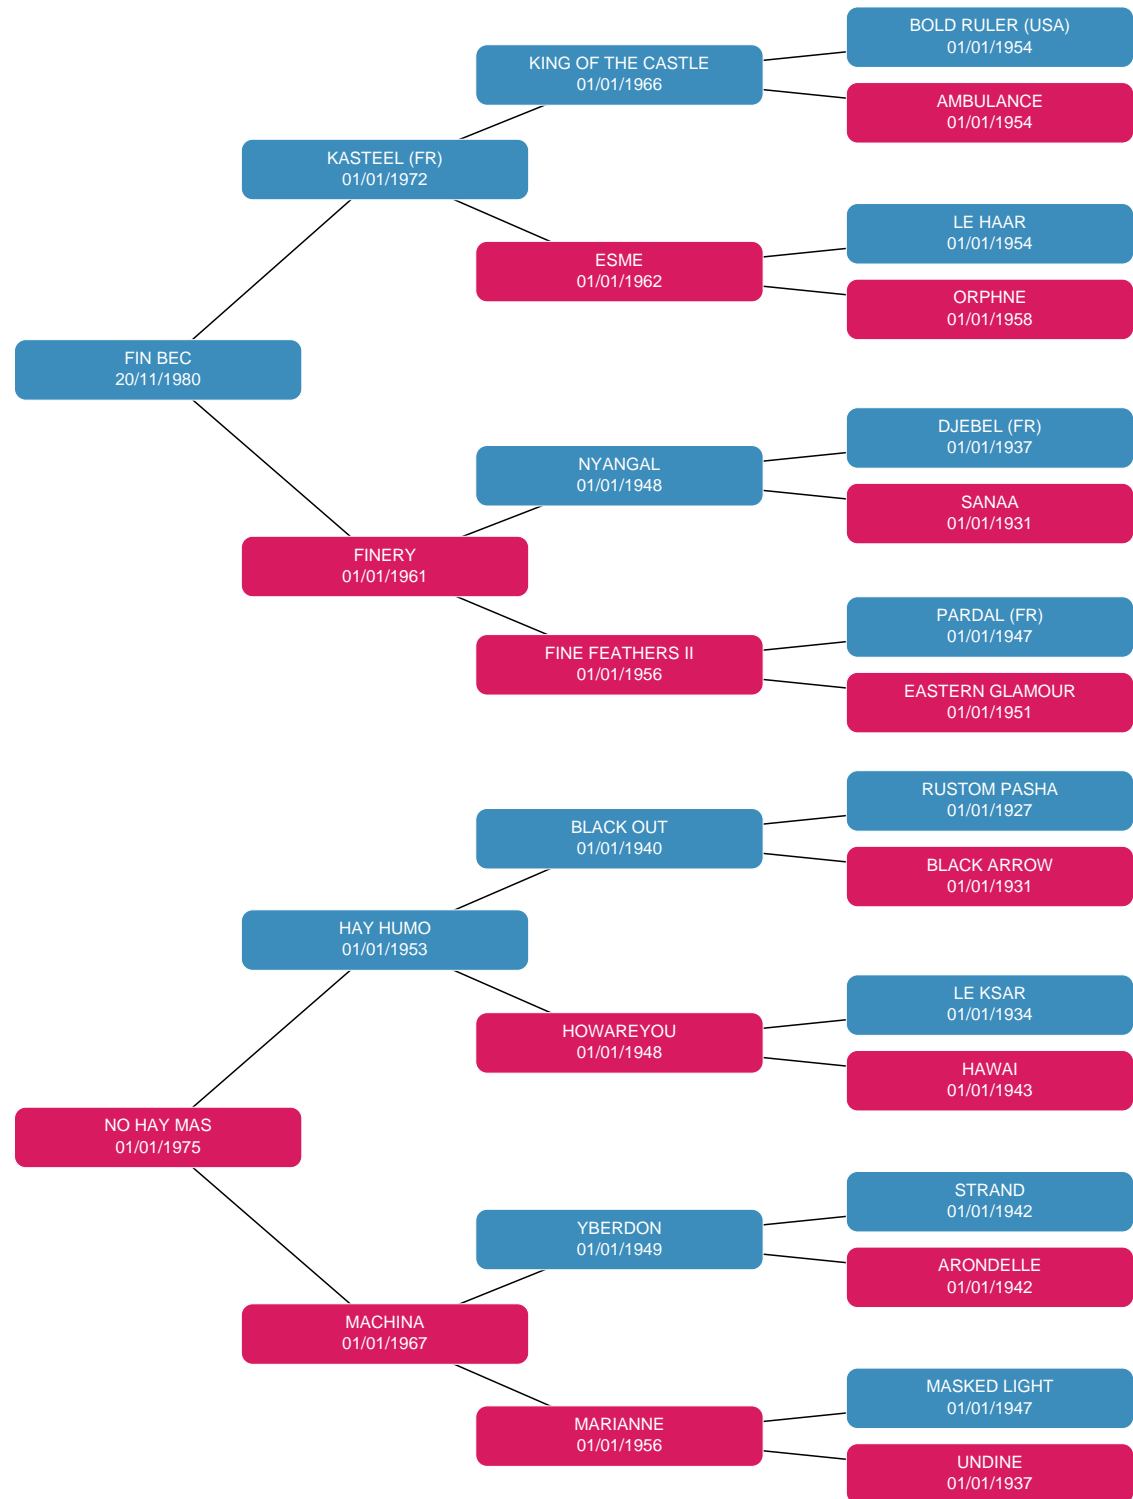 BOLD RULER (USA)
01/01/1954
KING OF THE CASTLE
01/01/1966
AMBULANCE
01/01/1954
KASTEEL (FR)
01/01/1972
LE HAAR
01/01/1954
ESME
01/01/1962
ORPHNE
01/01/1958
FIN BEC
20/11/1980
DJEBEL (FR)
01/01/1937
NYANGAL
01/01/1948
SANAA
01/01/1931
FINERY
01/01/1961
PARDAL (FR)
01/01/1947
FINE FEATHERS II
01/01/1956
EASTERN GLAMOUR
01/01/1951
RUSTOM PASHA
01/01/1927
BLACK OUT
01/01/1940
BLACK ARROW
01/01/1931
HAY HUMO
01/01/1953
LE KSAR
01/01/1934
HOWAREYOU
01/01/1948
HAWAI
01/01/1943
NO HAY MAS
01/01/1975
STRAND
01/01/1942
YBERDON
01/01/1949
ARONDELLE
01/01/1942
MACHINA
01/01/1967
MASKED LIGHT
01/01/1947
MARIANNE
01/01/1956
UNDINE
01/01/1937